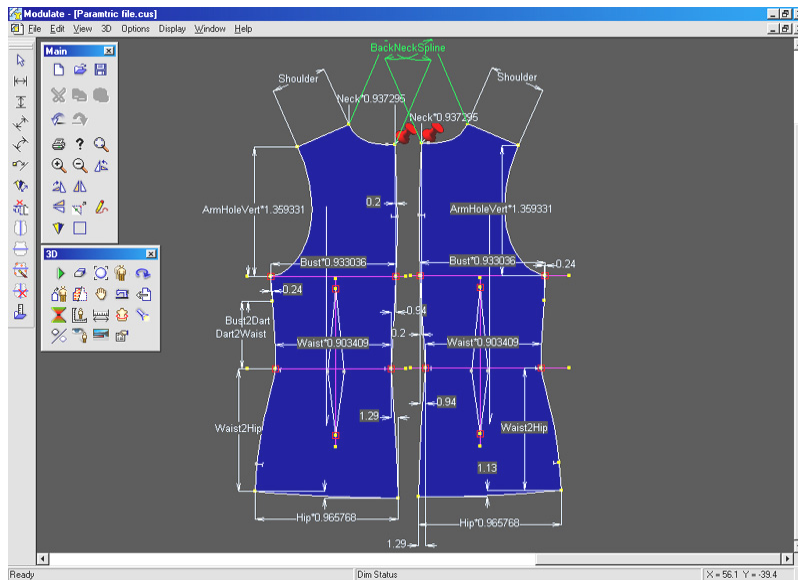 Modulate - [Paramtric file.cus]
File Edit View 3D Options Display Window Help
Main
3D
BackNeckSpline
Shoulder
Shoulder
Neck*0.937295
Neck*0.937295
0.2
ArmHoleVert*1.359331
ArmHoleVert*1.359331
Bust*0.933036
Bust*0.933036
0.24
0.24
Bust2Dart
Dart2Waist
0.94
0.2
Waist*0.903409
Waist*0.903409
0.94
1.29
Waist2Hip
Waist2Hip
1.13
Hip*0.965768
Hip*0.965768
1.29
Ready
Dim Status
X = 56.1 Y = -39.4